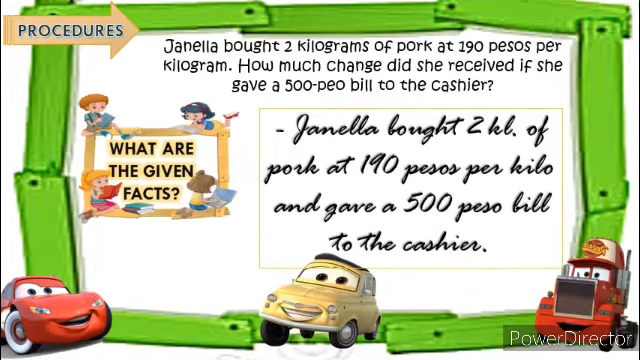 PROCEDURES
Janella bought 2 kilograms of pork at 190 pesos per
kilogram. How much change did she received if she
gave a 500-peo bill to the cashier?
WHAT ARE
THE GIVEN
FACTS?
- Janella bought 2 kl. of
pork at 190 pesos per kilo
and gave a 500 peso bill
to the cashier.
PowerDirector